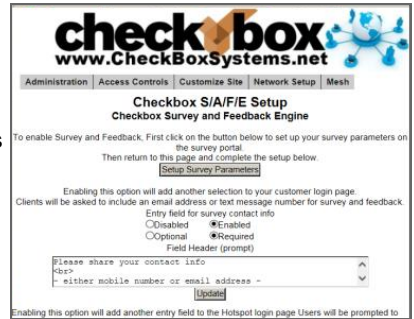 checkbox
www.CheckBoxSystems.net
Administration Access Controls Customize Site Network Setup Mesh
Checkbox S/A/F/E Setup
Checkbox Survey and Feedback Engine
s
To enable Survey and Feedback, First click on the button below to set up your survey parameters on
the survey portal.
Then return to this page and complete the setup below.
Setup Survey Parameters
Enabling this option will add another selection to your customer login page.
Clients will be asked to include an email address or text message number for survey and feedback.
Entry field for survey contact info
Disabled Enabled
Optional Required
Field Header (prompt)
Please share your contact info
<br>
- either mobile number or email address -
Update
Enabling this option will add another entry field to the Hotspot login page Users will be prompted to